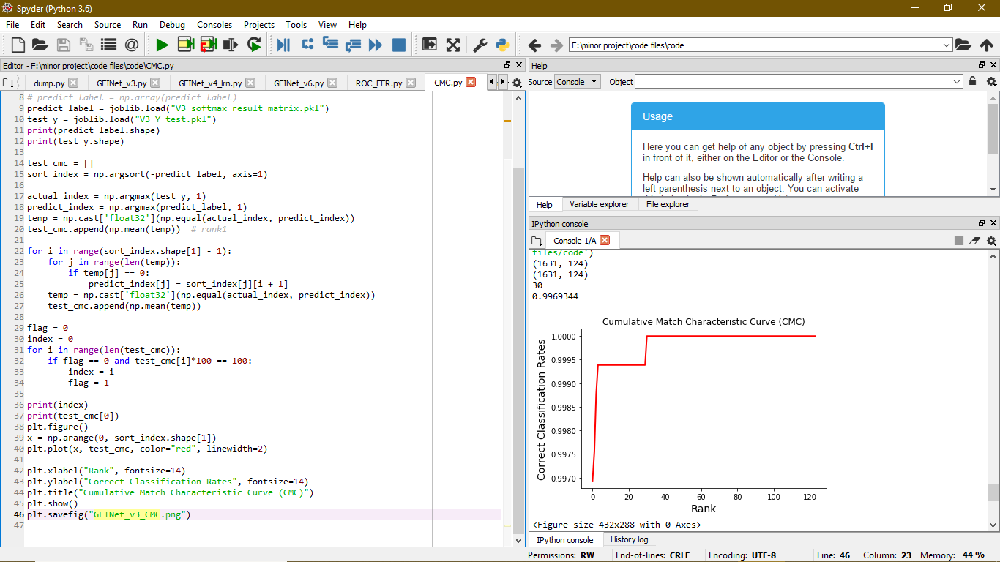 Spyder (Python 3.6)
File Edit Search Source Run Debug Consoles Projects Tools View Help
F:\minor project\code files\code
Editor - F:\minor project\code files\code\CMC.py
dump.py GEINet_v3.py GEINet_v4_lrn.py GEINet_v6.py ROC_EER.py CMC.py
8 # predict_label = np.array(predict_label)
9 predict_label = joblib.load("V3_softmax_result_matrix.pkl")
10 test_y = joblib.load("V3_Y_test.pkl")
11 print(predict_label.shape)
12 print(test_y.shape)
13
14 test_cmc = []
15 sort_index = np.argsort(-predict_label, axis=1)
16
17 actual_index = np.argmax(test_y, 1)
18 predict_index = np.argmax(predict_label, 1)
19 temp = np.cast['float32'](np.equal(actual_index, predict_index))
20 test_cmc.append(np.mean(temp))  # rank1
21
22 for i in range(sort_index.shape[1] - 1):
23     for j in range(len(temp)):
24         if temp[j] == 0:
25             predict_index[j] = sort_index[j][i + 1]
26     temp = np.cast['float32'](np.equal(actual_index, predict_index))
27     test_cmc.append(np.mean(temp))
28
29 flag = 0
30 index = 0
31 for i in range(len(test_cmc)):
32     if flag == 0 and test_cmc[i]*100 == 100:
33         index = i
34         flag = 1
35
36 print(index)
37 print(test_cmc[0])
38 plt.figure()
39 x = np.arange(0, sort_index.shape[1])
40 plt.plot(x, test_cmc, color="red", linewidth=2)
41
42 plt.xlabel("Rank", fontsize=14)
43 plt.ylabel("Correct Classification Rates", fontsize=14)
44 plt.title("Cumulative Match Characteristic Curve (CMC)")
45 plt.show()
46 plt.savefig("GEINet_v3_CMC.png")
47
Help
Source Console Object
Usage
Here you can get help of any object by pressing Ctrl+I
in front of it, either on the Editor or the Console.
Help can also be shown automatically after writing a
left parenthesis next to an object. You can activate
Help Variable explorer File explorer
IPython console
Console 1/A
files/code')
(1631, 124)
(1631, 124)
30
0.9969344
Cumulative Match Characteristic Curve (CMC)
Correct Classification Rates
1.0000
0.9995
0.9990
0.9985
0.9980
0.9975
0.9970
0 20 40 60 80 100 120
Rank
<Figure size 432x288 with 0 Axes>
IPython console History log
Permissions: RW End-of-lines: CRLF Encoding: UTF-8 Line: 46 Column: 23 Memory: 44 %